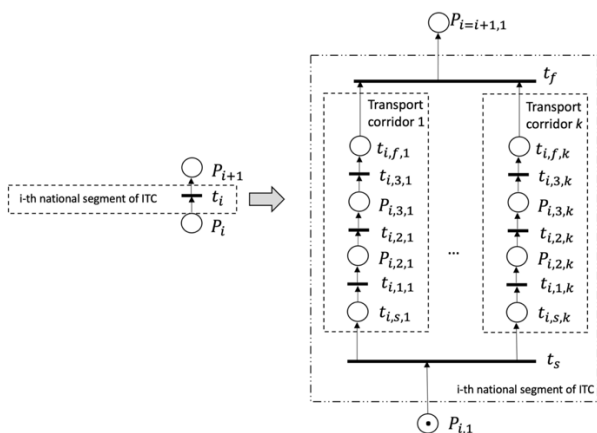 P_{i=i+1,1}
t_f
Transport corridor 1
Transport corridor k
t_{i,f,1}
t_{i,f,k}
t_{i,3,1}
t_{i,3,k}
P_{i,3,1}
P_{i,3,k}
P_{i+1}
i-th national segment of ITC
t_i
P_i
t_{i,2,1}
t_{i,2,k}
...
P_{i,2,1}
P_{i,2,k}
t_{i,1,1}
t_{i,1,k}
t_{i,s,1}
t_{i,s,k}
t_s
i-th national segment of ITC
P_{i,1}